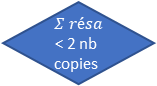 Σ résa
< 2 nb
copies